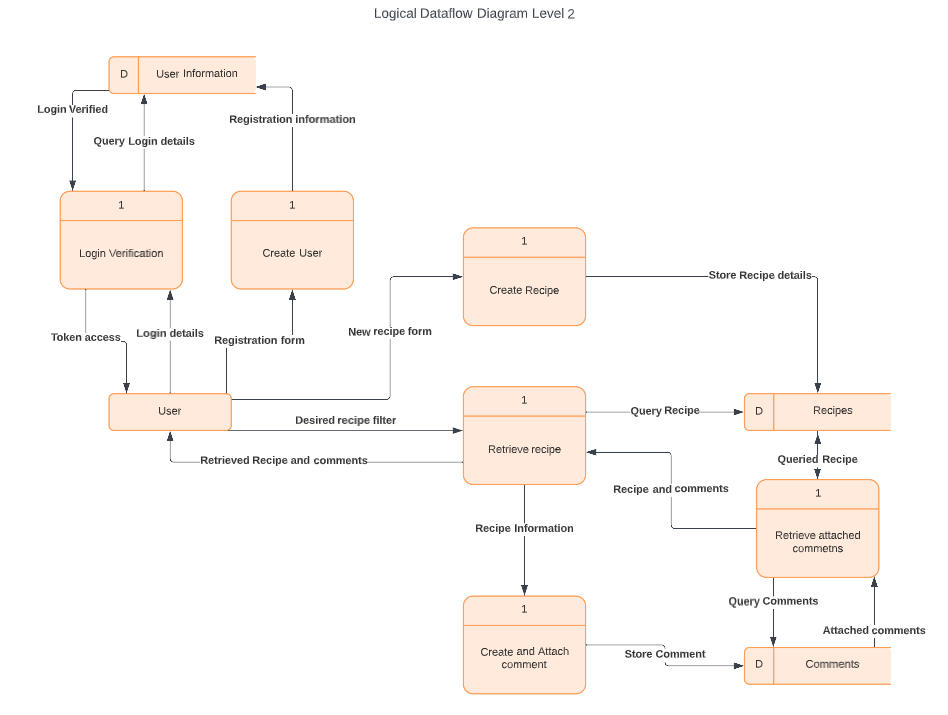 Logical Dataflow Diagram Level 2
D
User Information
Login Verified
Registration information
Query Login details
1
Login Verification
1
Create User
1
Create Recipe
Store Recipe details
Token access
Login details
Registration form
New recipe form
User
Desired recipe filter
Retrieved Recipe and comments
1
Retrieve recipe
Query Recipe
D
Recipes
Queried Recipe
Recipe and comments
1
Retrieve attached
commetns
Recipe Information
Query Comments
Attached comments
1
Create and Attach
comment
Store Comment
D
Comments